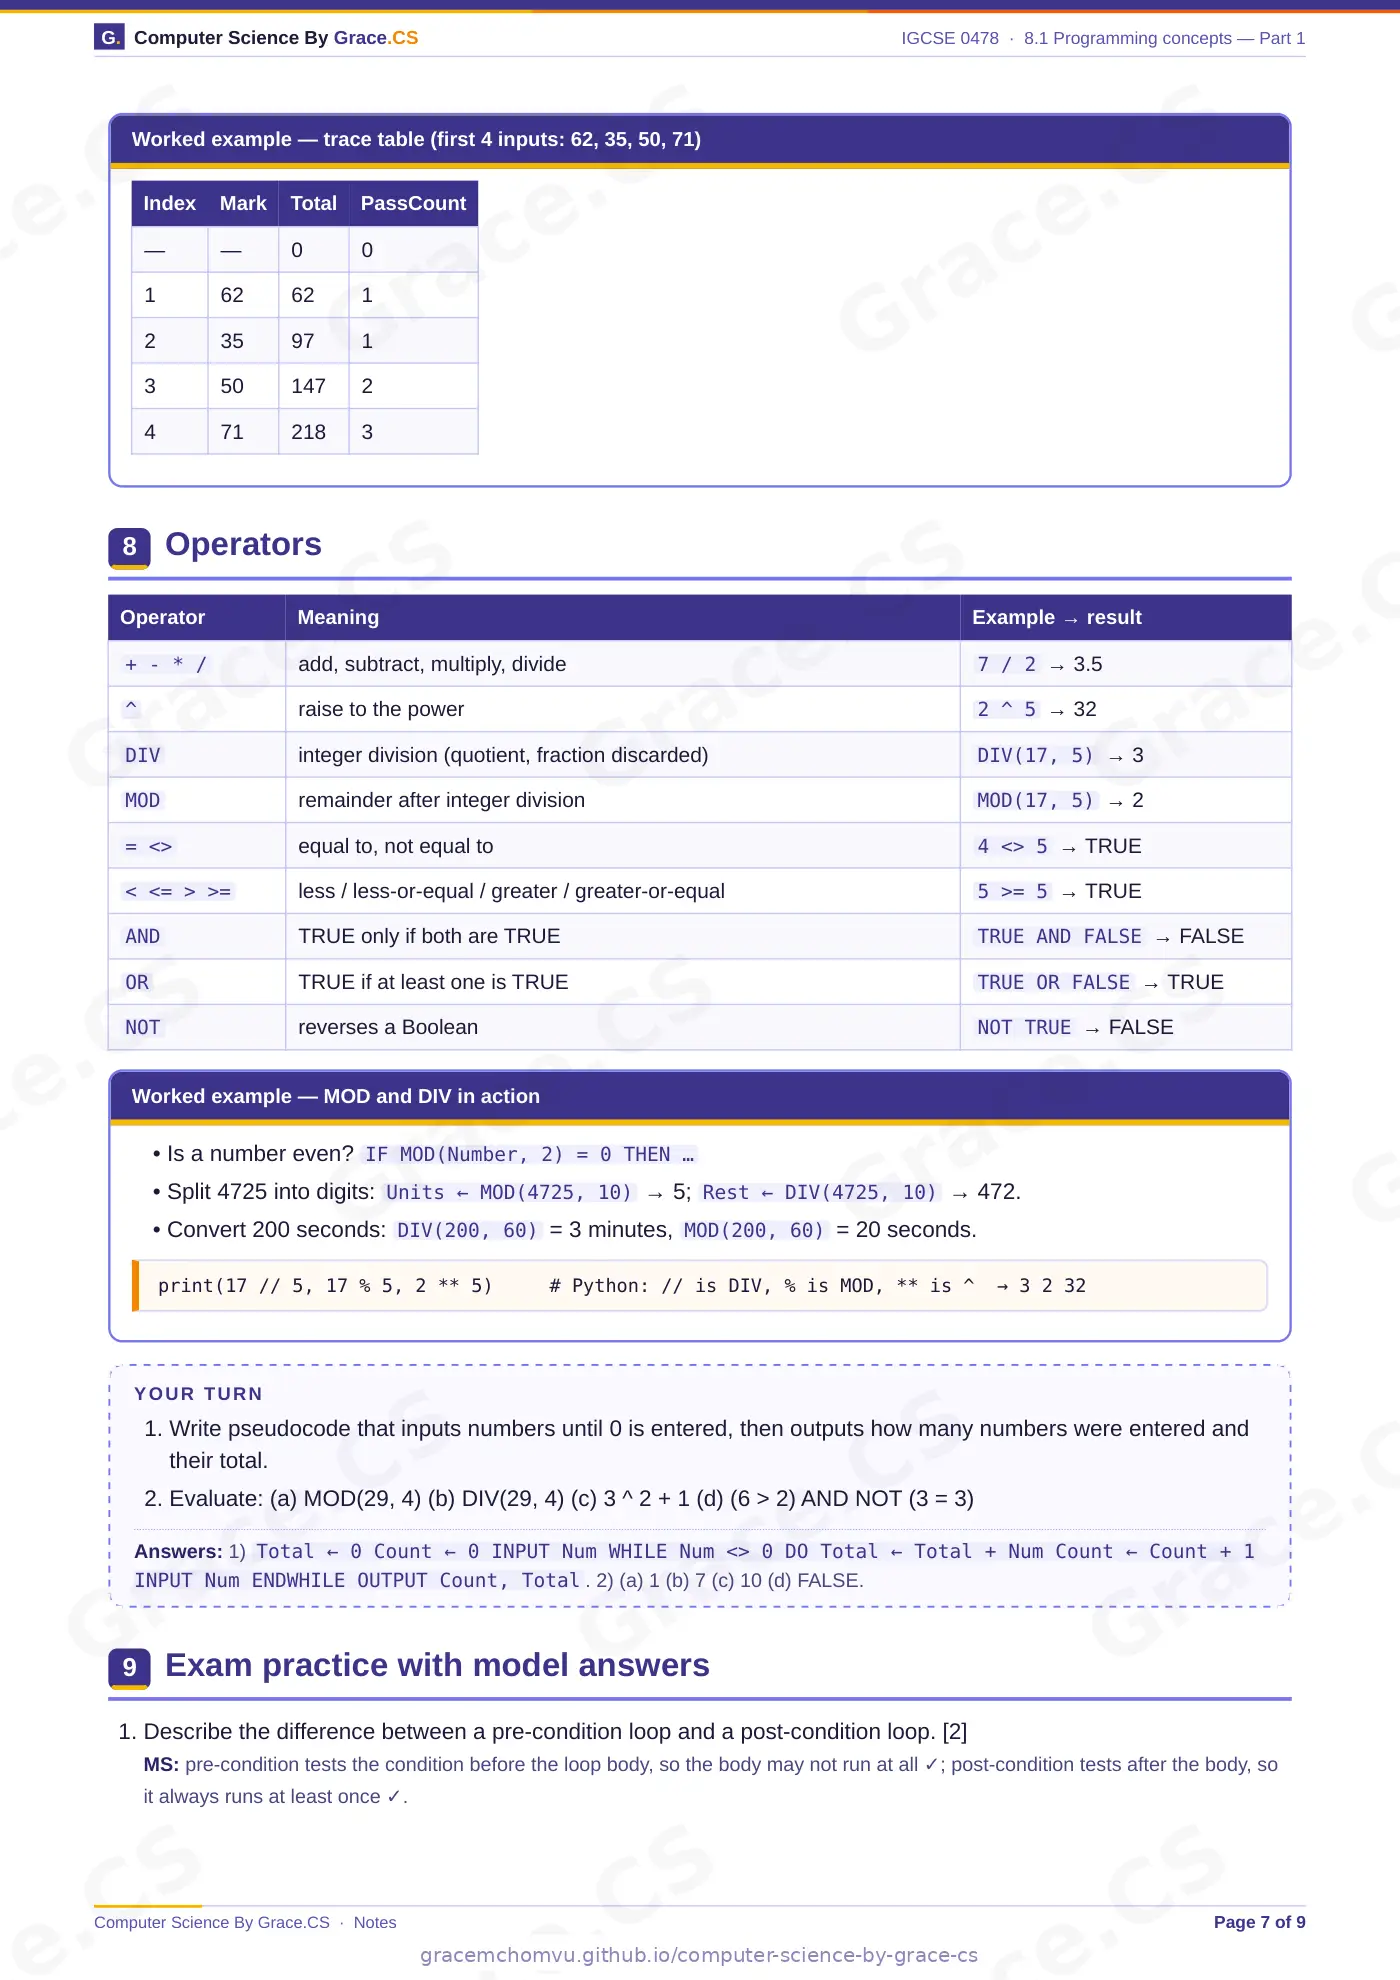 G. Computer Science By Grace.CS
IGCSE 0478 · 8.1 Programming concepts — Part 1
Worked example — trace table (first 4 inputs: 62, 35, 50, 71)
Index Mark Total PassCount
— — 0 0
1 62 62 1
2 35 97 1
3 50 147 2
4 71 218 3
8 Operators
Operator Meaning Example → result
+ - * / add, subtract, multiply, divide 7 / 2 → 3.5
^ raise to the power 2 ^ 5 → 32
DIV integer division (quotient, fraction discarded) DIV(17, 5) → 3
MOD remainder after integer division MOD(17, 5) → 2
= <> equal to, not equal to 4 <> 5 → TRUE
< <= > >= less / less-or-equal / greater / greater-or-equal 5 >= 5 → TRUE
AND TRUE only if both are TRUE TRUE AND FALSE → FALSE
OR TRUE if at least one is TRUE TRUE OR FALSE → TRUE
NOT reverses a Boolean NOT TRUE → FALSE
Worked example — MOD and DIV in action
• Is a number even? IF MOD(Number, 2) = 0 THEN …
• Split 4725 into digits: Units ← MOD(4725, 10) → 5; Rest ← DIV(4725, 10) → 472.
• Convert 200 seconds: DIV(200, 60) = 3 minutes, MOD(200, 60) = 20 seconds.
print(17 // 5, 17 % 5, 2 ** 5) # Python: // is DIV, % is MOD, ** is ^ → 3 2 32
YOUR TURN
1. Write pseudocode that inputs numbers until 0 is entered, then outputs how many numbers were entered and
their total.
2. Evaluate: (a) MOD(29, 4) (b) DIV(29, 4) (c) 3 ^ 2 + 1 (d) (6 > 2) AND NOT (3 = 3)
Answers: 1) Total ← 0 Count ← 0 INPUT Num WHILE Num <> 0 DO Total ← Total + Num Count ← Count + 1
INPUT Num ENDWHILE OUTPUT Count, Total . 2) (a) 1 (b) 7 (c) 10 (d) FALSE.
9 Exam practice with model answers
1. Describe the difference between a pre-condition loop and a post-condition loop. [2]
MS: pre-condition tests the condition before the loop body, so the body may not run at all ✓; post-condition tests after the body, so
it always runs at least once ✓.
Computer Science By Grace.CS · Notes
Page 7 of 9
gracemchomvu.github.io/computer-science-by-grace-cs